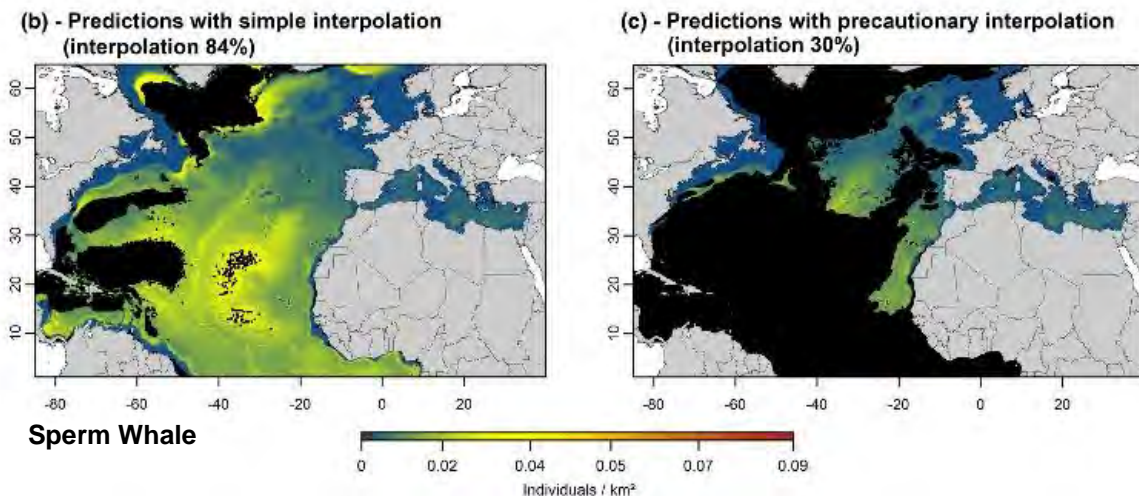 (b) - Predictions with simple interpolation
(interpolation 84%)
(c) - Predictions with precautionary interpolation
(interpolation 30%)
60
50
40
30
20
10
-80 -60 -40 -20 0 20
60
50
40
30
20
10
-80 -60 -40 -20 0 20
Sperm Whale
0 0.02 0.04 0.05 0.07 0.09
Individuals / km²